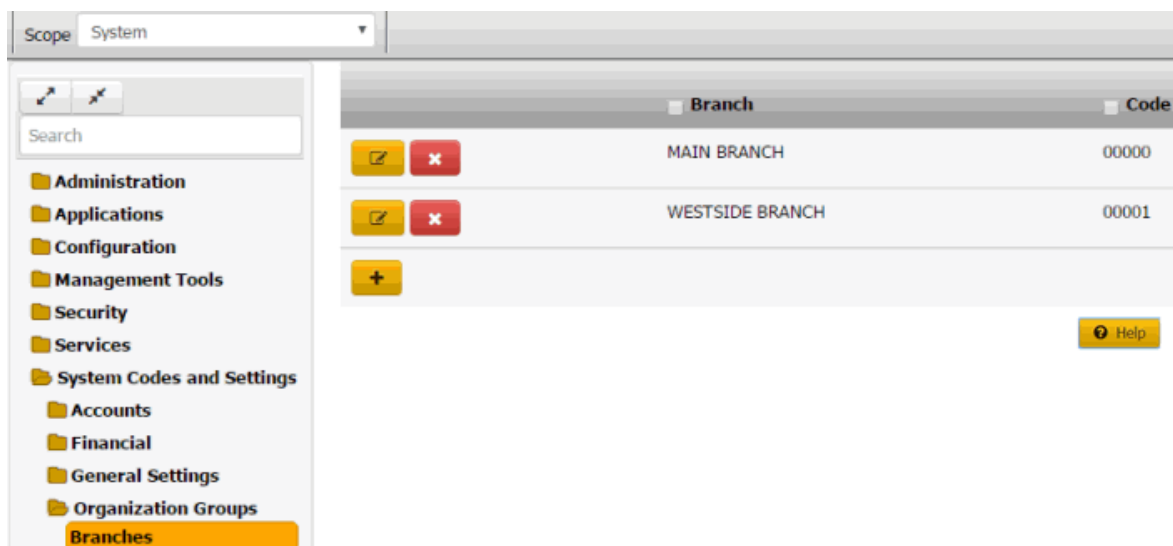 Scope System
Search
Administration
Applications
Configuration
Management Tools
Security
Services
System Codes and Settings
Accounts
Financial
General Settings
Organization Groups
Branches
Branch Code
MAIN BRANCH 00000
WESTSIDE BRANCH 00001
Help